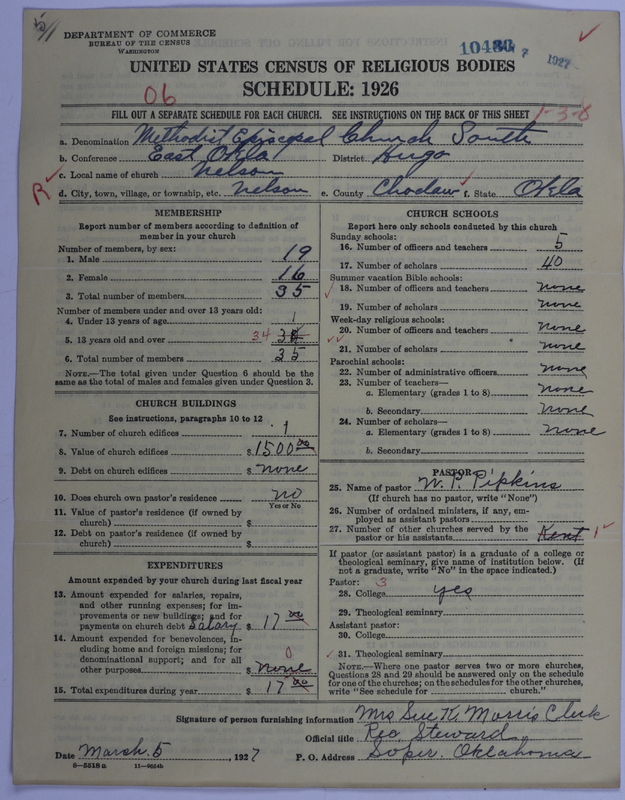 DEPARTMENT OF COMMERCE
BUREAU OF THE CENSUS
WASHINGTON
1927
UNITED STATES CENSUS OF RELIGIOUS BODIES
SCHEDULE: 1926
06
FILL OUT A SEPARATE SCHEDULE FOR EACH CHURCH. SEE INSTRUCTIONS ON THE BACK OF THIS SHEET
1-3-8
a. Denomination Methodist Episcopal Church South
b. Conference East Okla District Hugo
c. Local name of church Nelson
R
d. City, town, village, or township, etc. Nelson e. County Choctaw f. State Okla
MEMBERSHIP
Report number of members according to definition of
member in your church
Number of members, by sex:
1. Male 19
2. Female 16
3. Total number of members 35
Number of members under and over 13 years old:
4. Under 13 years of age 1
5. 13 years old and over 34
6. Total number of members 35
NOTE.—The total given under Question 6 should be
same as the total of males and females given under Question 3.
CHURCH BUILDINGS
See instructions, paragraphs 10 to 12
7. Number of church edifices 1
8. Value of church edifices $ 1500 00
9. Debt on church edifices $ none
10. Does church own pastor's residence no
Yes or No
11. Value of pastor's residence (if owned by
church) $
12. Debt on pastor's residence (if owned by
church) $
EXPENDITURES
Amount expended by your church during last fiscal year
13. Amount expended for salaries, repairs,
and other running expenses; for im-
provements or new buildings; and for
payments on church debt Salary $ 17 00
14. Amount expended for benevolences, in-
cluding home and foreign missions; for
denominational support; and for all
other purposes $ none 0
15. Total expenditures during year $ 17 00
CHURCH SCHOOLS
Report here only schools conducted by this church
Sunday schools:
16. Number of officers and teachers 5
17. Number of scholars 40
Summer vacation Bible schools:
18. Number of officers and teachers none
19. Number of scholars none
Week-day religious schools:
20. Number of officers and teachers none
21. Number of scholars none
Parochial schools:
22. Number of administrative officers none
23. Number of teachers—
a. Elementary (grades 1 to 8) none
b. Secondary none
24. Number of scholars—
a. Elementary (grades 1 to 8) none
b. Secondary
PASTOR
25. Name of pastor W. P. Pipkins
(If church has no pastor, write "None")
26. Number of ordained ministers, if any, em-
ployed as assistant pastors
27. Number of other churches served by the
pastor or his assistants Kent 1
If pastor (or assistant pastor) is a graduate of a college or
theological seminary, give name of institution below. (If
not a graduate, write "No" in the space indicated.)
Pastor: 3
28. College yes
29. Theological seminary
Assistant pastor:
30. College
31. Theological seminary
NOTE.—Where one pastor serves two or more churches,
Questions 28 and 29 should be answered only on the schedule
for one of the churches; on the schedules for the other churches,
write "See schedule for church."
Signature of person furnishing information Mrs Sue K. Morris Clerk
Official title Rec. Steward
Date March 5, 1927 P. O. Address Soper. Oklahoma
8—5518a 11—9054b